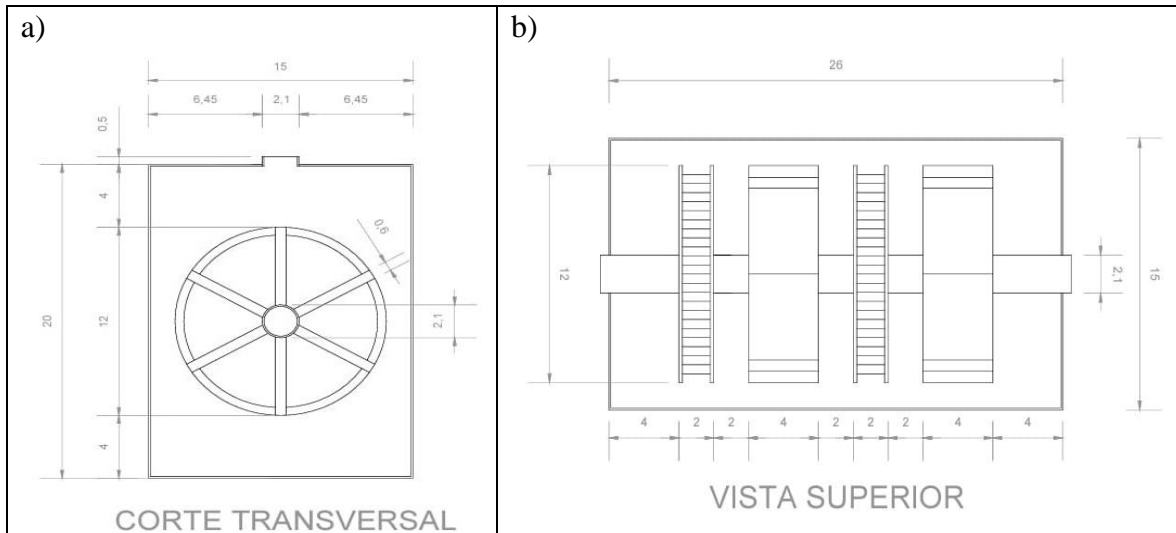 a)
15
6,45 2,1 6,45
0,5
4
0,6
20
12
2,1
4
CORTE TRANSVERSAL
b)
26
12
2,1
15
4 2 2 4 2 2 2 4 4
VISTA SUPERIOR